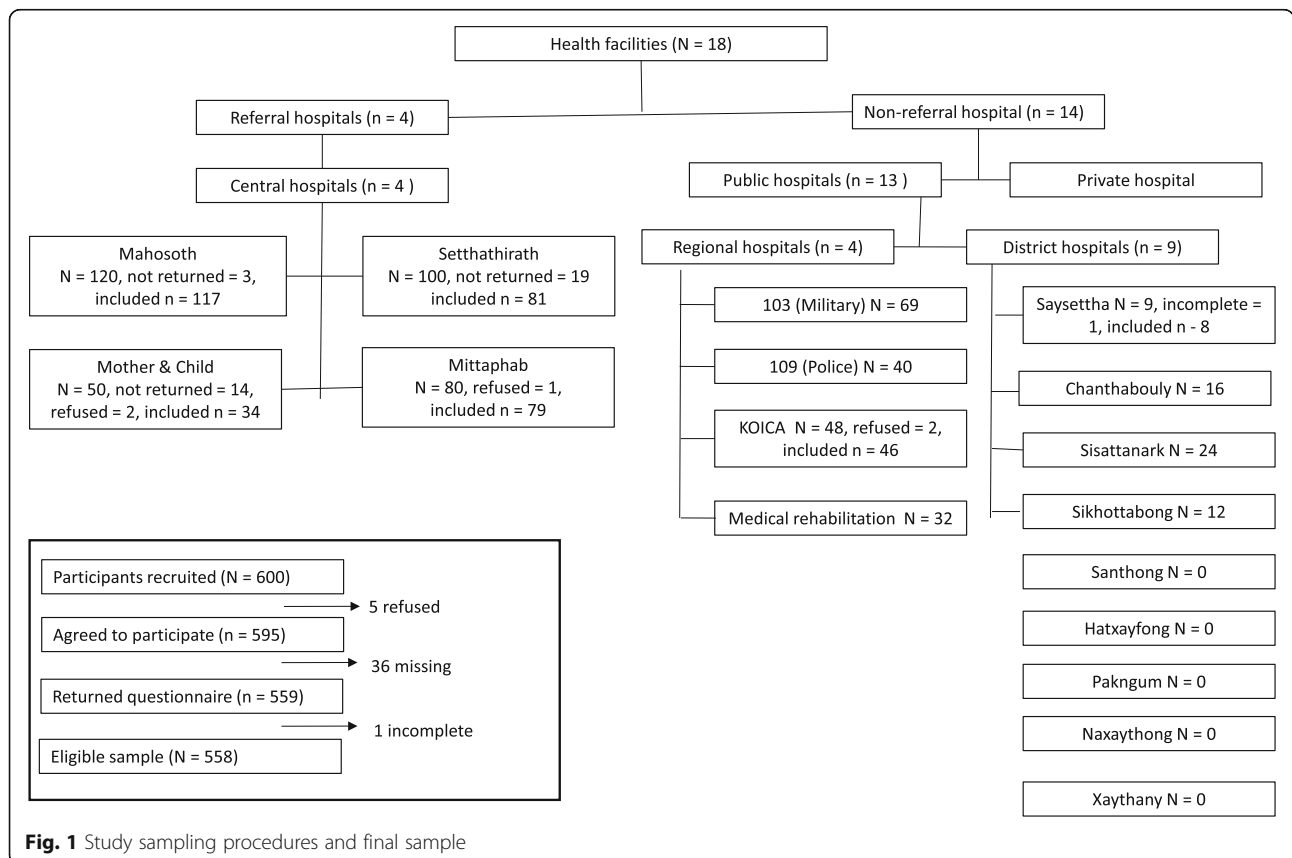 Health facilities (N = 18)
Referral hospitals (n = 4)
Non-referral hospital (n = 14)
Central hospitals (n = 4 )
Public hospitals (n = 13 )
Private hospital
Mahosoth
N = 120, not returned = 3,
included n = 117
Setthathirath
N = 100, not returned = 19
included n = 81
Mother & Child
N = 50, not returned = 14,
refused = 2, included n = 34
Mittaphab
N = 80, refused = 1,
included n = 79
Regional hospitals (n = 4)
District hospitals (n = 9)
103 (Military) N = 69
109 (Police) N = 40
KOICA N = 48, refused = 2,
included n = 46
Medical rehabilitation N = 32
Saysettha N = 9, incomplete =
1, included n - 8
Chanthabouly N = 16
Sisattanark N = 24
Sikhottabong N = 12
Santhong N = 0
Hatxayfong N = 0
Pakngum N = 0
Naxaythong N = 0
Xaythany N = 0
Participants recruited (N = 600)
5 refused
Agreed to participate (n = 595)
36 missing
Returned questionnaire (n = 559)
1 incomplete
Eligible sample (N = 558)
Fig. 1 Study sampling procedures and final sample